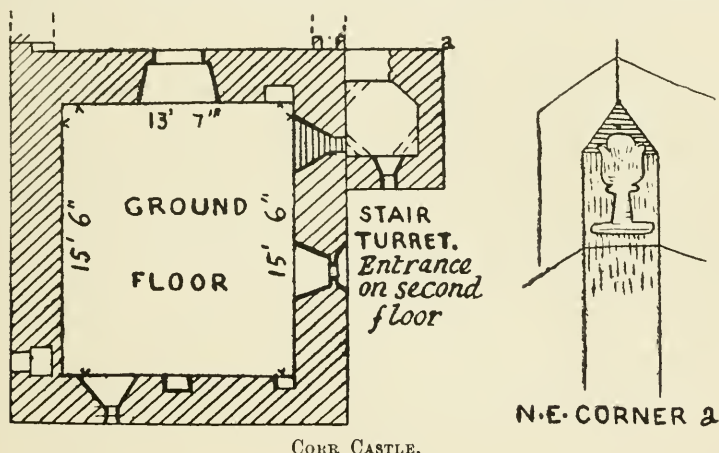 a
13' 7"
GROUND
FLOOR
15' 6"
15' 6"
STAIR
TURRET.
Entrance
on second
floor
N·E·CORNER a
CORR CASTLE.